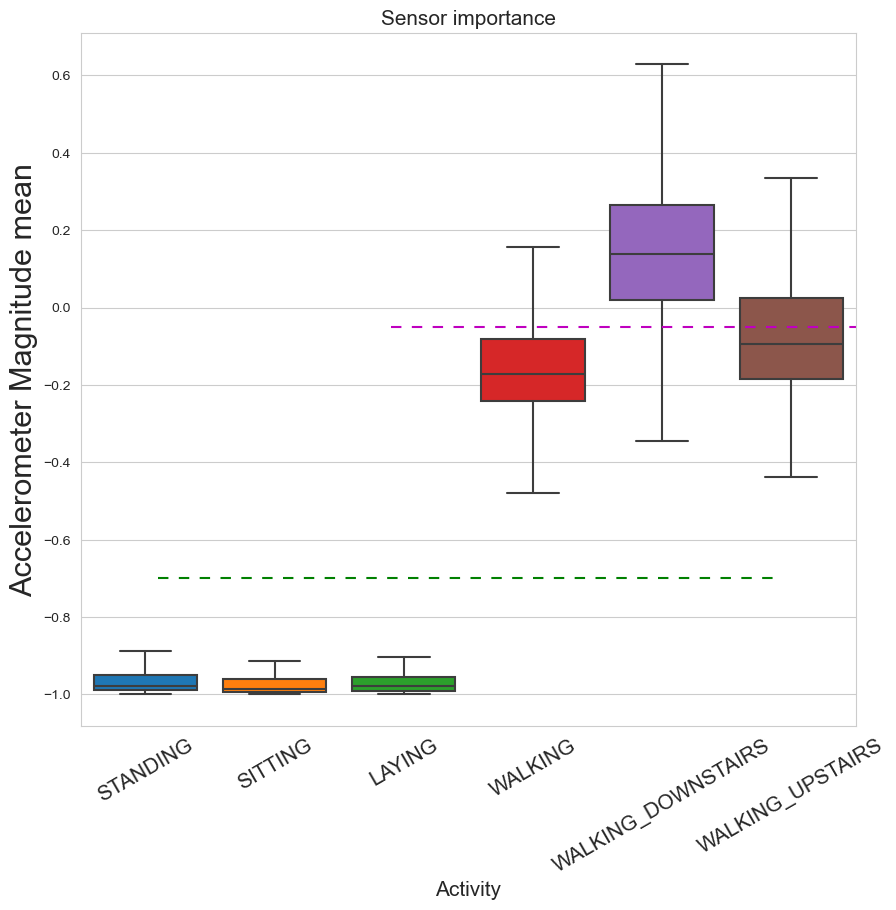 Sensor importance
Accelerometer Magnitude mean
0.6
0.4
0.2
0.0
−0.2
−0.4
−0.6
−0.8
−1.0
STANDING
SITTING
LAYING
WALKING
WALKING_DOWNSTAIRS
WALKING_UPSTAIRS
Activity